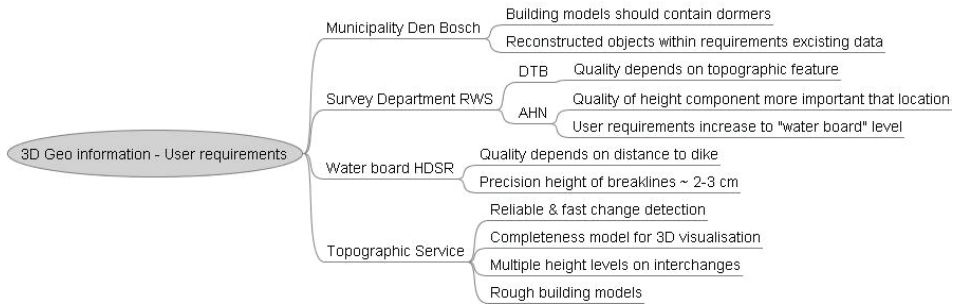 3D Geo information - User requirements
Municipality Den Bosch
Building models should contain dormers
Reconstructed objects within requirements excisting data
Survey Department RWS
DTB
Quality depends on topographic feature
AHN
Quality of height component more important that location
User requirements increase to "water board" level
Water board HDSR
Quality depends on distance to dike
Precision height of breaklines ~ 2-3 cm
Topographic Service
Reliable & fast change detection
Completeness model for 3D visualisation
Multiple height levels on interchanges
Rough building models